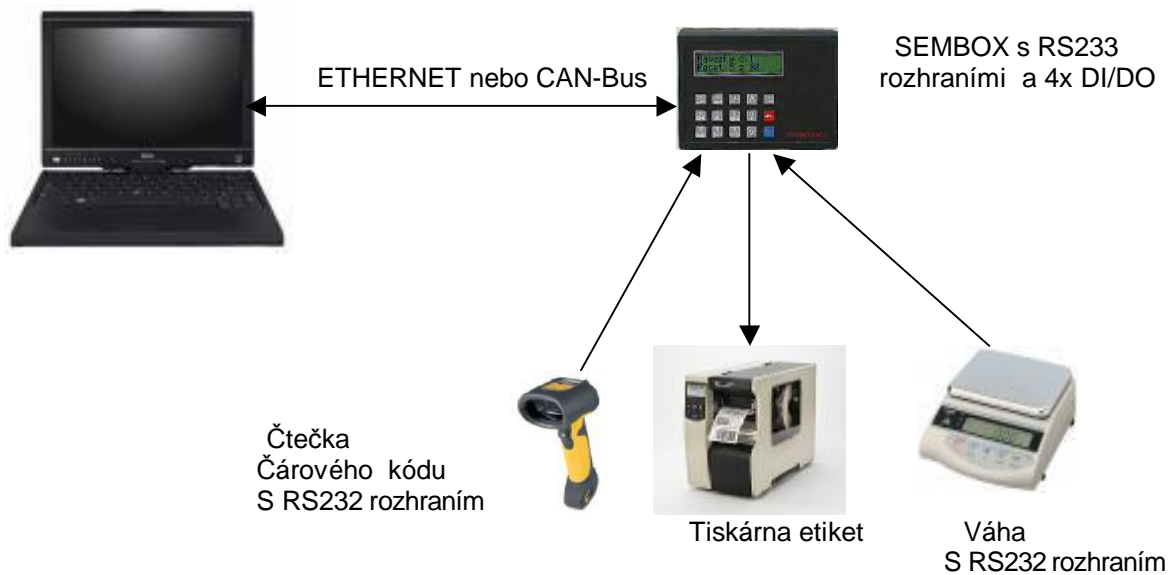 SEMBOX s RS233
rozhraními a 4x DI/DO
ETHERNET nebo CAN-Bus
Čtečka
Čárového kódu
S RS232 rozhraním
Tiskárna etiket
Váha
S RS232 rozhraním